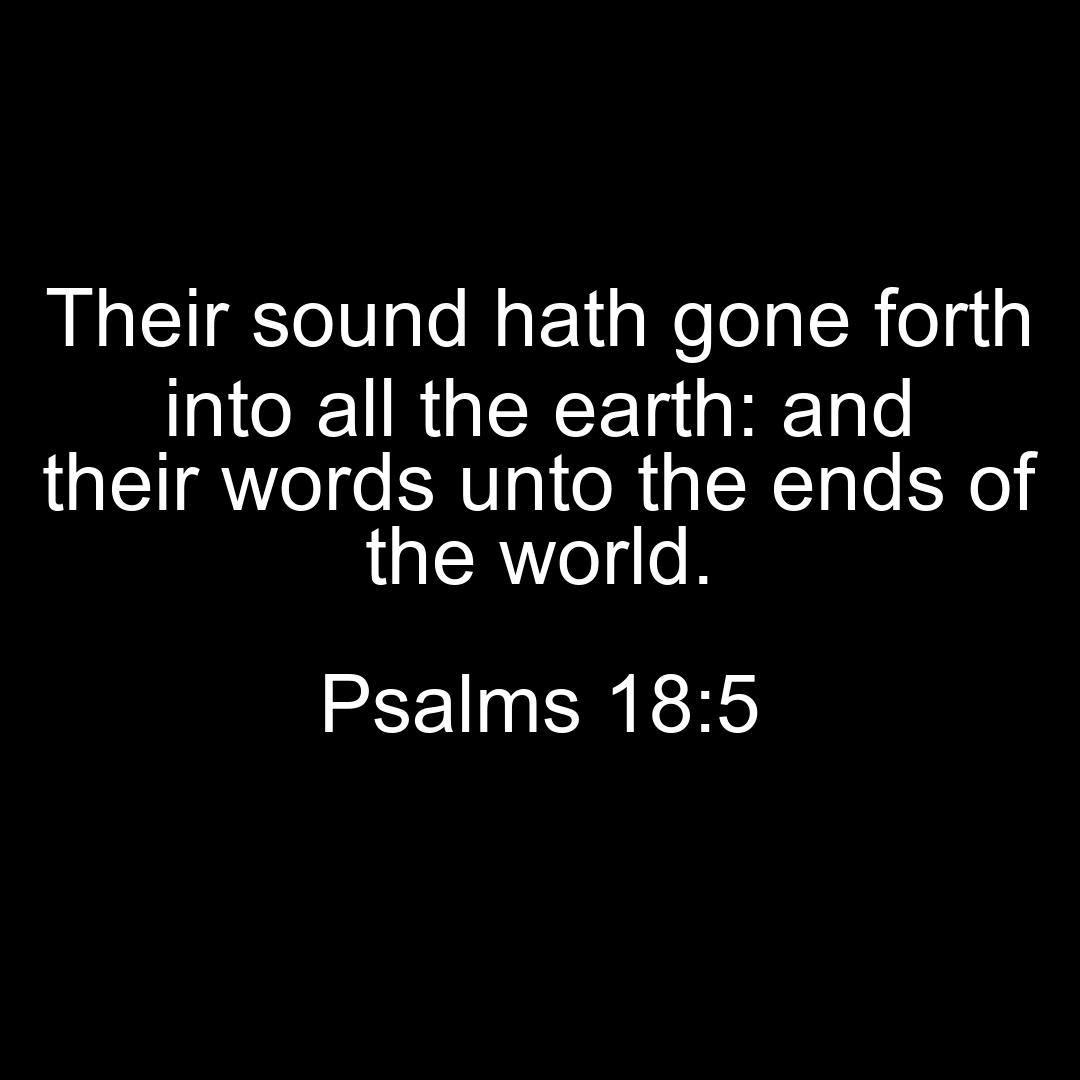 Their sound hath gone forth
into all the earth: and
their words unto the ends of
the world.
Psalms 18:5